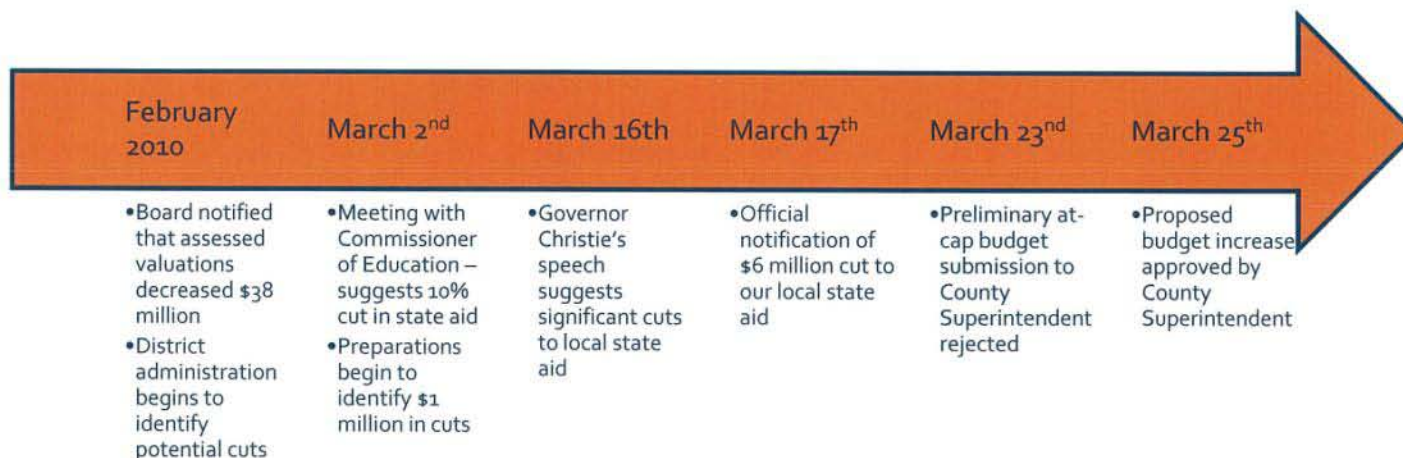 February
2010
•Board notified
that assessed
valuations
decreased $38
million
•District
administration
begins to
identify
potential cuts
March 2nd
•Meeting with
Commissioner
of Education –
suggests 10%
cut in state aid
•Preparations
begin to
identify $1
million in cuts
March 16th
•Governor
Christie's
speech
suggests
significant cuts
to local state
aid
March 17th
•Official
notification of
$6 million cut to
our local state
aid
March 23nd
•Preliminary at-
cap budget
submission to
County
Superintendent
rejected
March 25th
•Proposed
budget increase
approved by
County
Superintendent